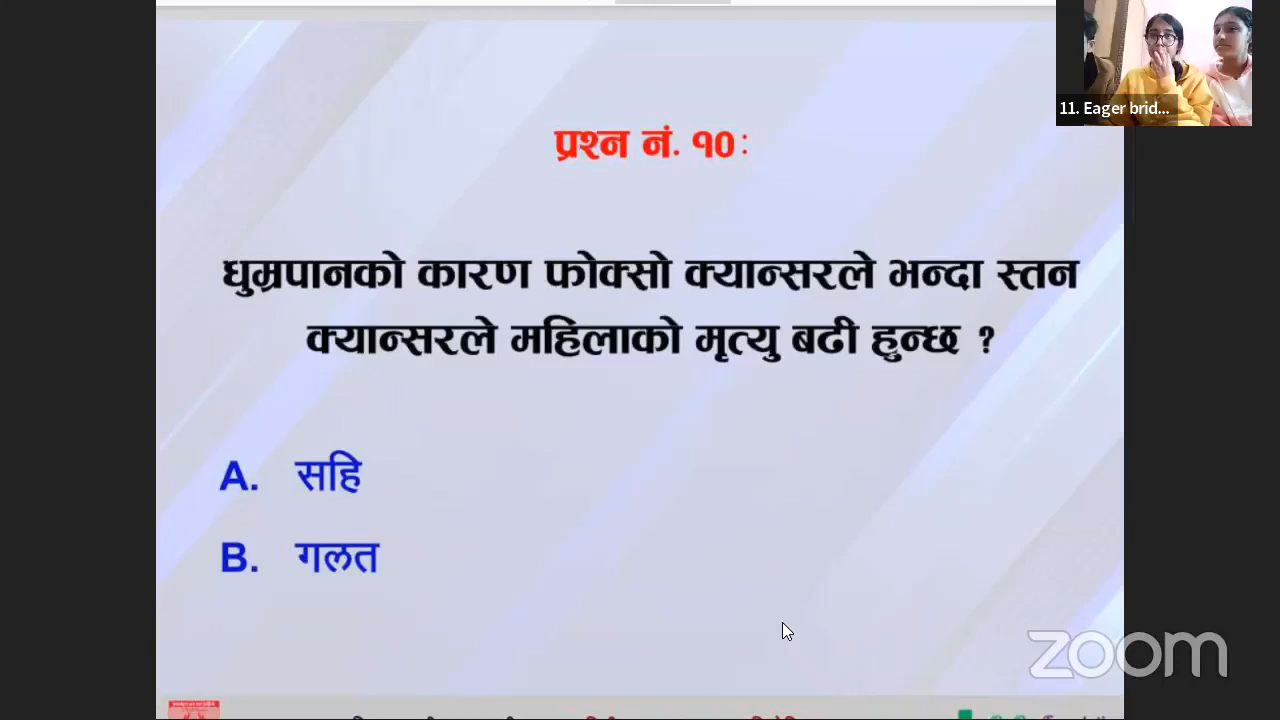 11. Eager brid...
प्रश्न नं. १०:
धुम्रपानको कारण फोक्सो क्यान्सरले भन्दा स्तन
क्यान्सरले महिलाको मृत्यु बढी हुन्छ ?
A. सहि
B. गलत
zoom